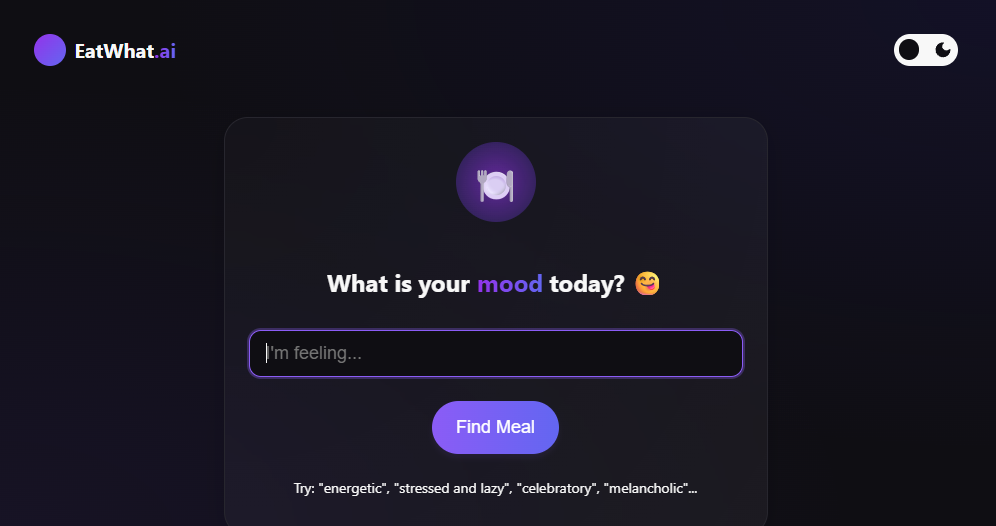 EatWhat.ai
What is your mood today? 😋
I'm feeling...
Find Meal
Try: "energetic", "stressed and lazy", "celebratory", "melancholic"...